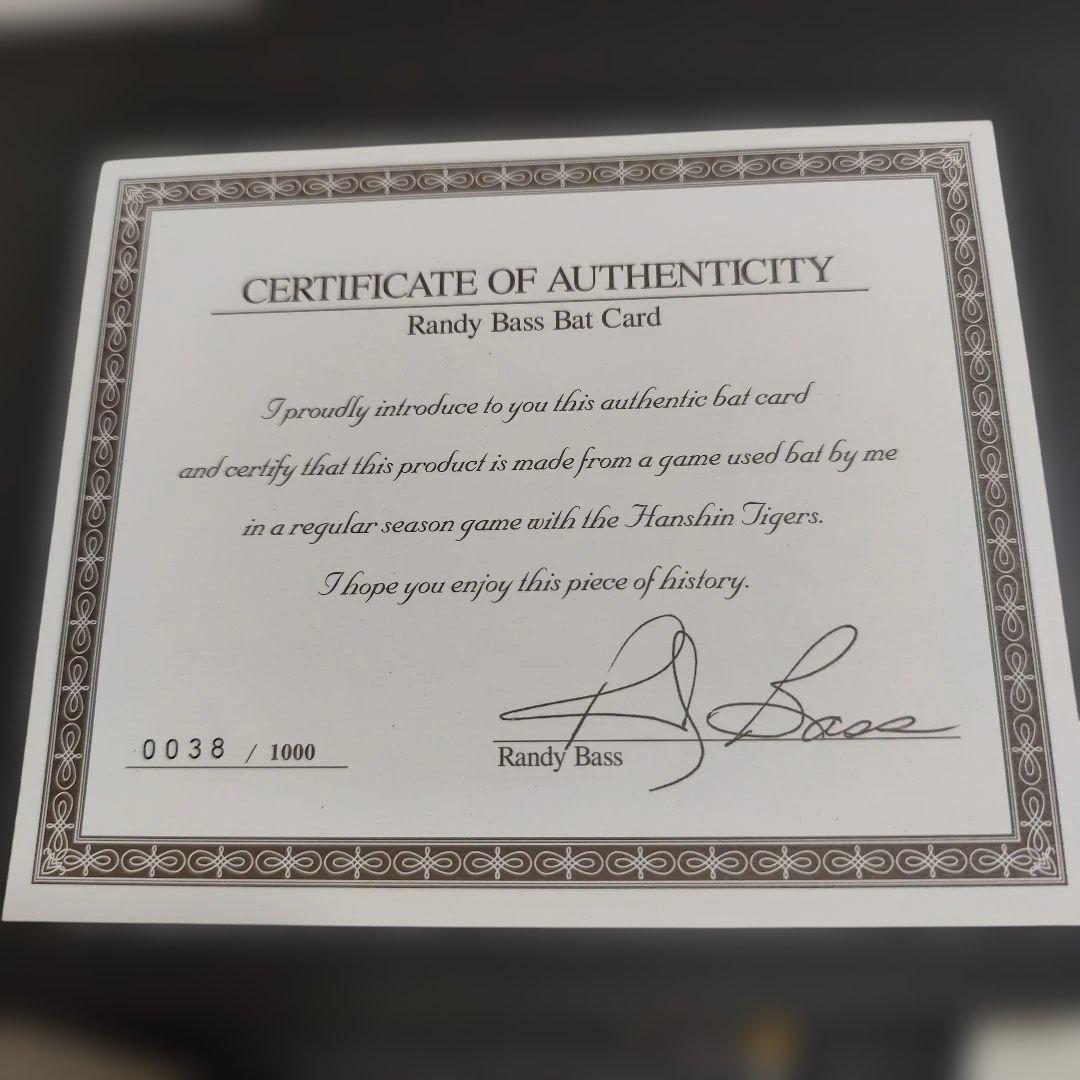 CERTIFICATE OF AUTHENTICITY
Randy Bass Bat Card
I proudly introduce to you this authentic bat card
and certify that this product is made from a game used bat by me
in a regular season game with the Hanshin Tigers.
I hope you enjoy this piece of history.
Randy Bass
0038 / 1000
Randy Bass